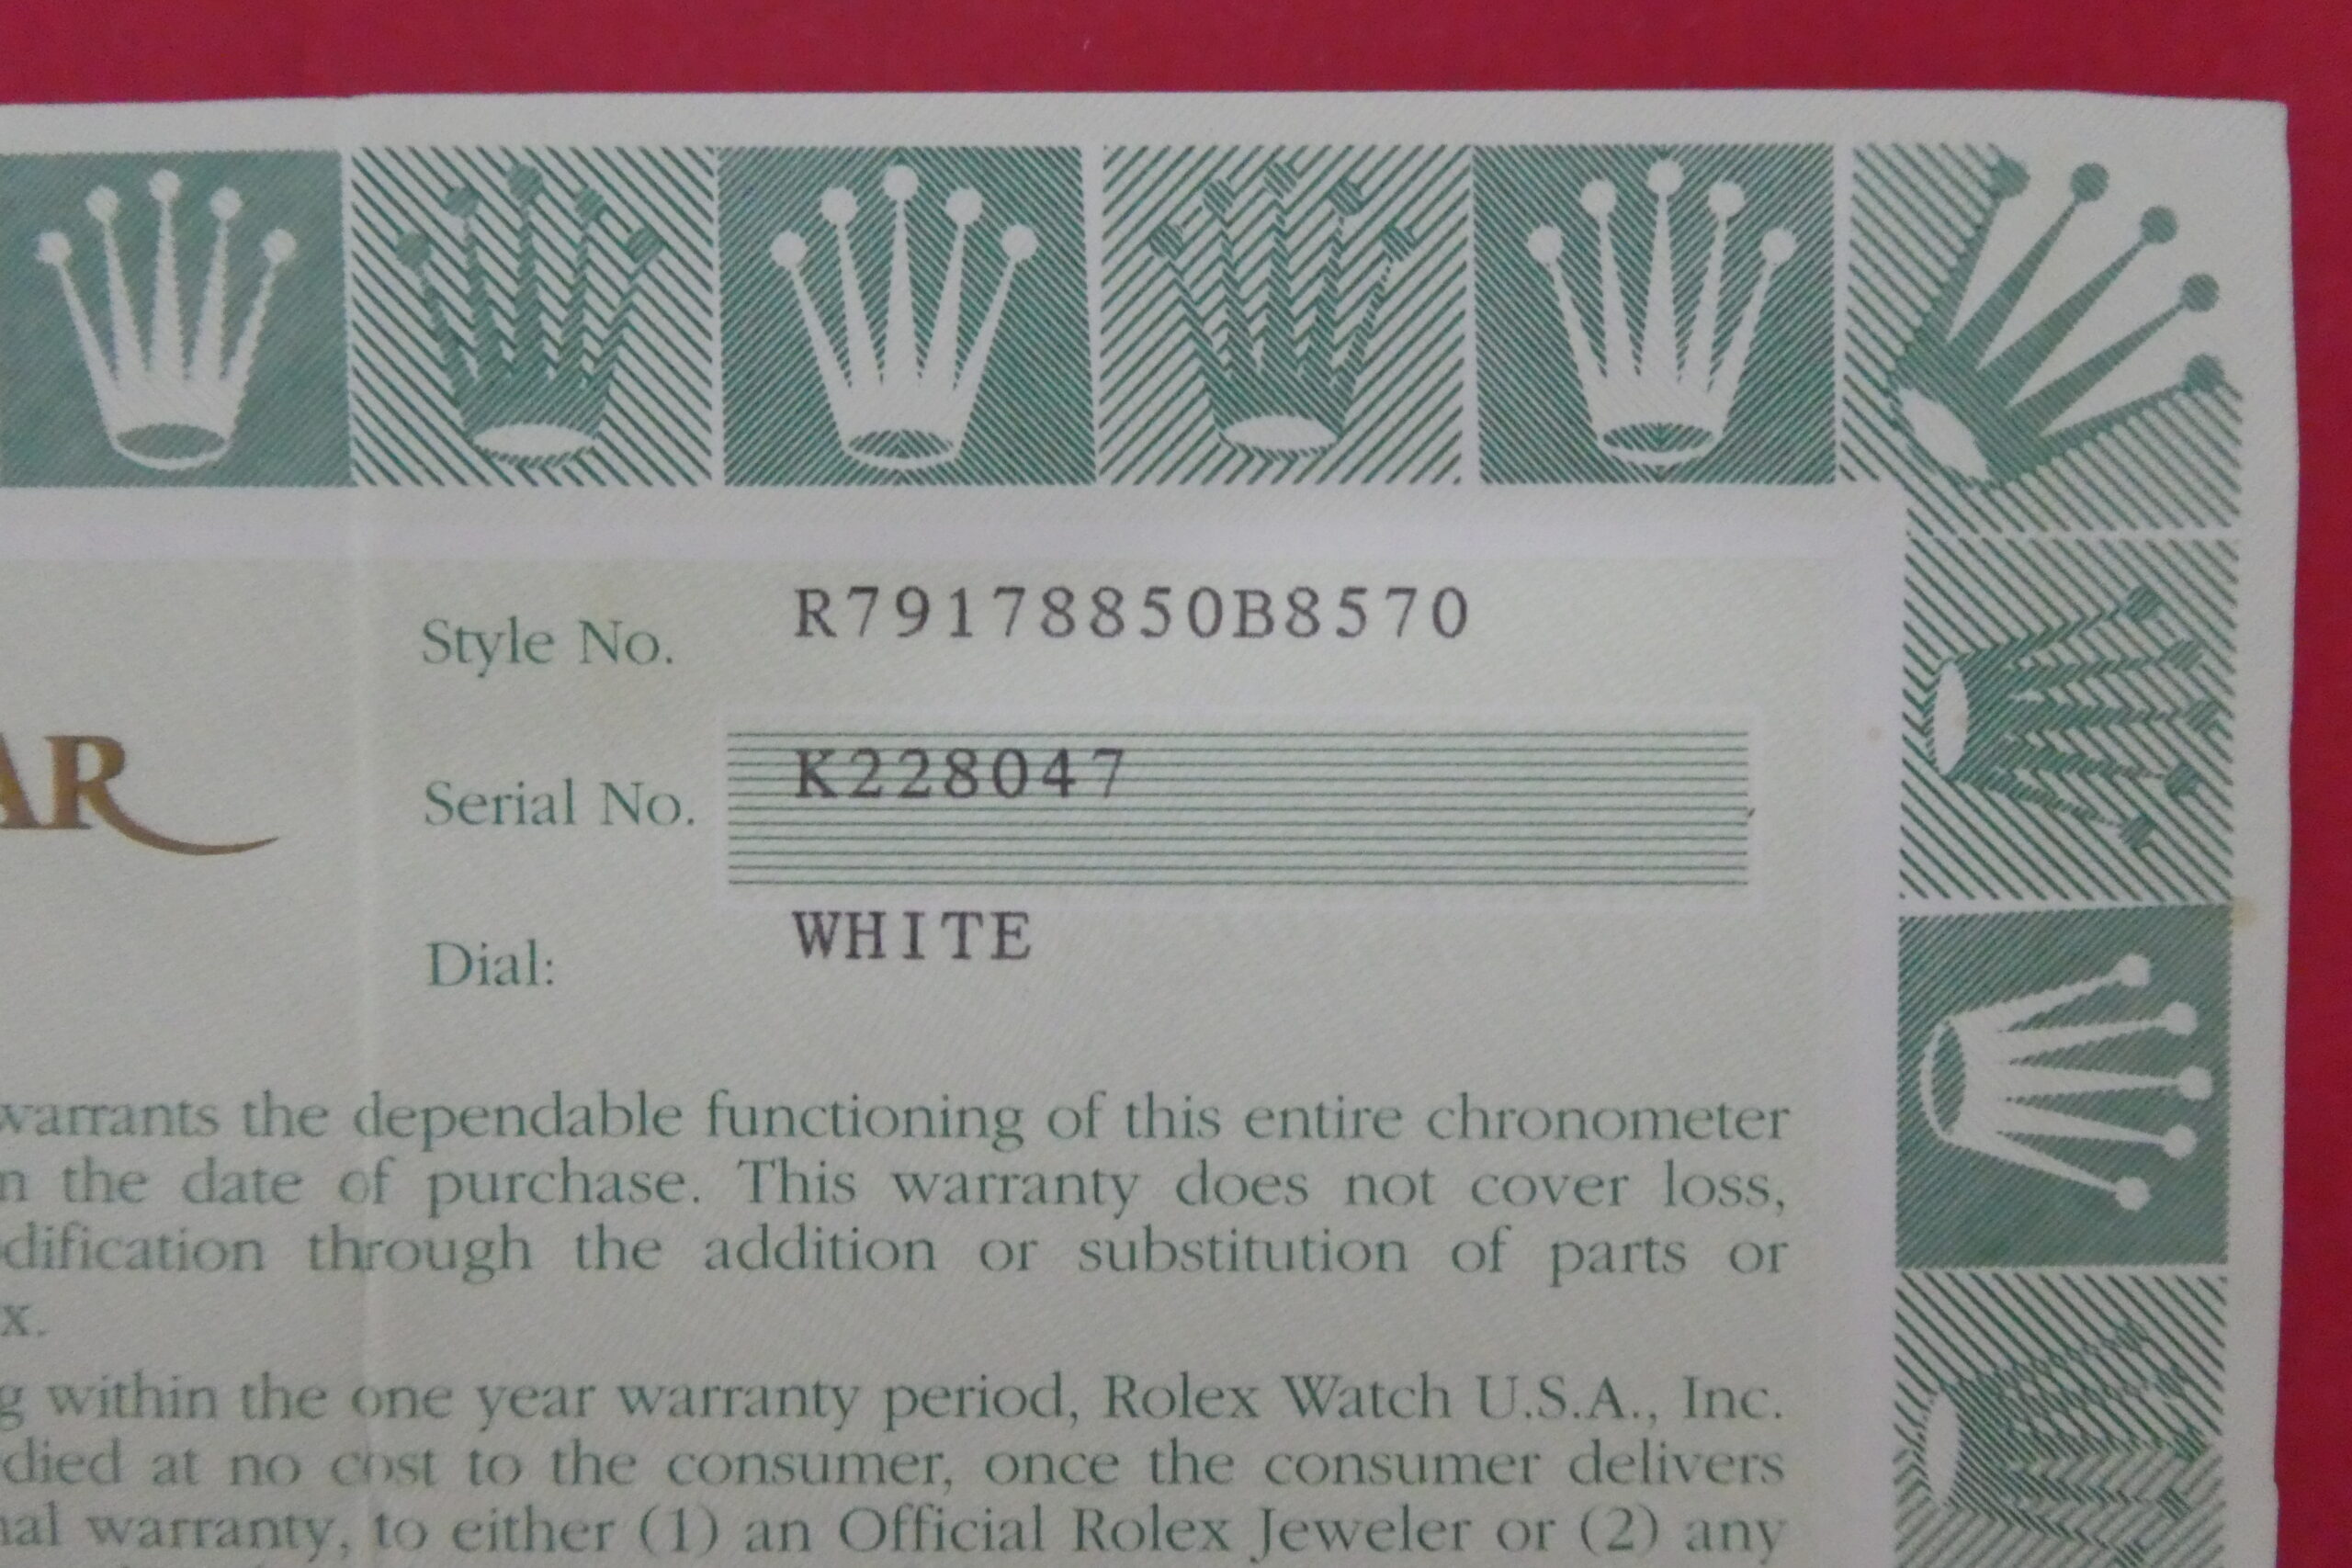 Style No. R79178850B8570
AR
Serial No. K228047
Dial: WHITE
warrants the dependable functioning of this entire chronometer
the date of purchase. This warranty does not cover loss,
dification through the addition or substitution of parts or
x.
g within the one year warranty period, Rolex Watch U.S.A., Inc.
died at no cost to the consumer, once the consumer delivers
nal warranty, to either (1) an Official Rolex Jeweler or (2) any